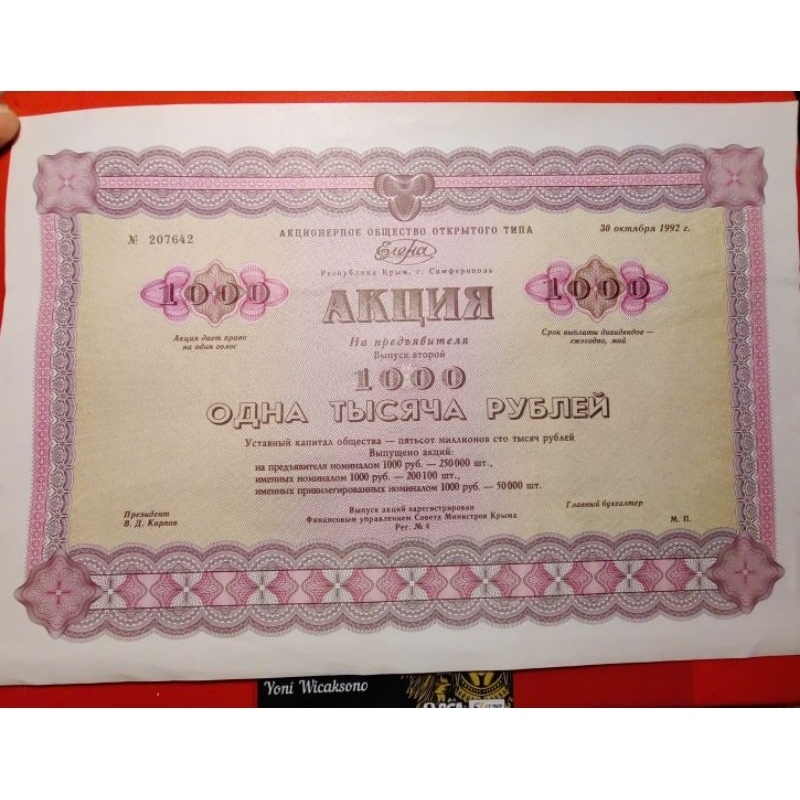 № 207642
АКЦИОНЕРНОЕ ОБЩЕСТВО ОТКРЫТОГО ТИПА
30 октября 1992 г.
Елена
Республика Крым, г. Симферополь
1000
АКЦИЯ
1000
Акция дает право
на один голос
На предъявителя
Срок выплаты дивидендов —
ежегодно, май
Выпуск второй
1000
ОДНА ТЫСЯЧА РУБЛЕЙ
Уставный капитал общества — пятьсот миллионов сто тысяч рублей
Выпущено акций:
на предъявителя номиналом 1000 руб. — 250 000 шт.,
именных номиналом 1000 руб. — 200 100 шт.,
именных привилегированных номиналом 1000 руб. — 50 000 шт.
Президент
В. Д. Карпов
Выпуск акций зарегистрирован
Финансовым управлением Совета Министров Крыма
Рег. № 4
Главный бухгалтер
М. П.
Yoni Wicaksono